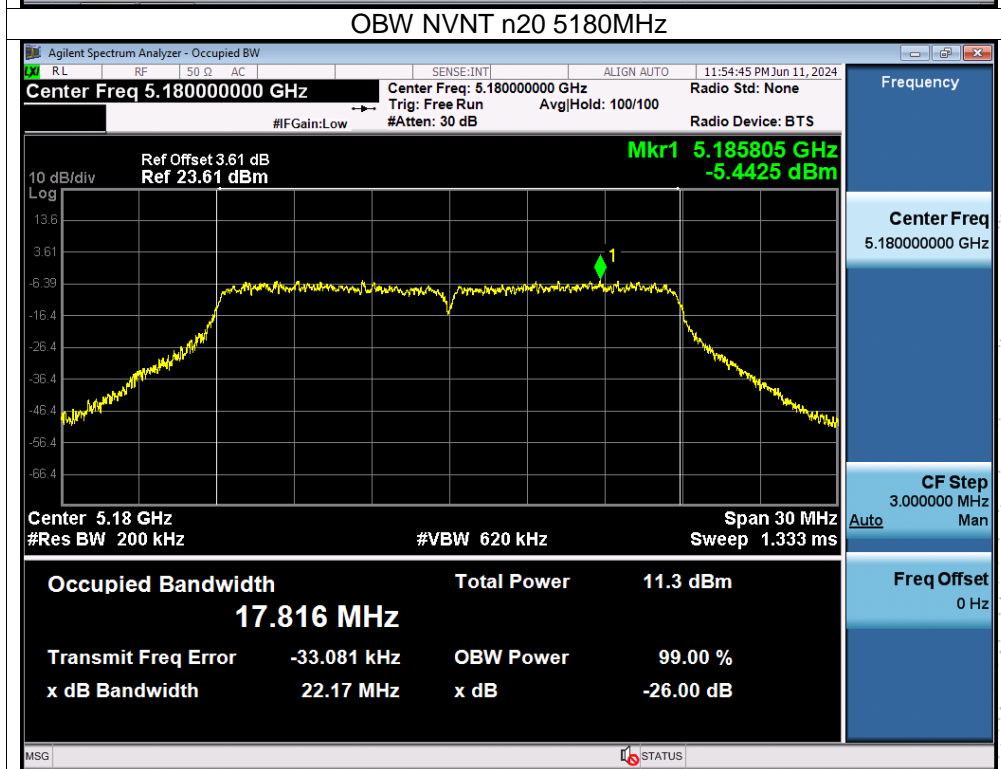 OBW NVNT n20 5180MHz
Agilent Spectrum Analyzer - Occupied BW
LXI RL RF 50 Ω AC SENSE:INT ALIGN AUTO 11:54:45 PM Jun 11, 2024
Center Freq 5.180000000 GHz
Center Freq: 5.180000000 GHz
Radio Std: None
Trig: Free Run Avg|Hold: 100/100
#IFGain:Low
#Atten: 30 dB
Radio Device: BTS
Frequency
Ref Offset 3.61 dB
10 dB/div Ref 23.61 dBm
Mkr1 5.185805 GHz
-5.4425 dBm
Log
13.6
3.61
-6.39
-16.4
-26.4
-36.4
-46.4
-56.4
-66.4
1
Center 5.18 GHz Span 30 MHz
#Res BW 200 kHz #VBW 620 kHz Sweep 1.333 ms
Center Freq
5.180000000 GHz
CF Step
3.000000 MHz
Auto Man
Freq Offset
0 Hz
Occupied Bandwidth Total Power 11.3 dBm
17.816 MHz
Transmit Freq Error -33.081 kHz OBW Power 99.00 %
x dB Bandwidth 22.17 MHz x dB -26.00 dB
MSG STATUS